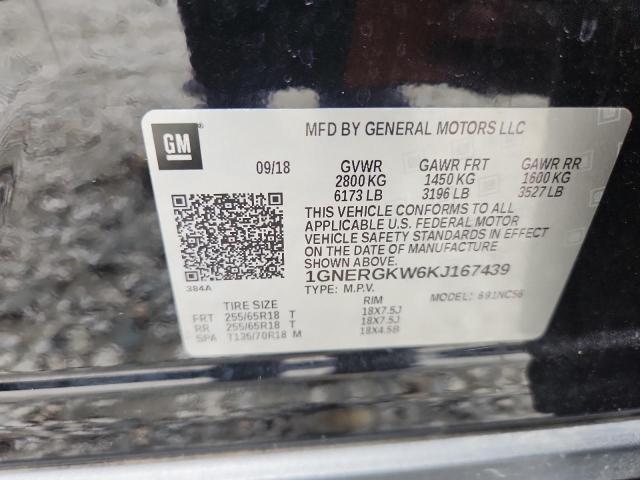 GM
MFD BY GENERAL MOTORS LLC
09/18 GVWR GAWR FRT GAWR RR
2800 KG 1450 KG 1600 KG
6173 LB 3196 LB 3527 LB
THIS VEHICLE CONFORMS TO ALL
APPLICABLE U.S. FEDERAL MOTOR
VEHICLE SAFETY STANDARDS IN EFFECT
ON THE DATE OF MANUFACTURE
SHOWN ABOVE.
1GNERGKW6KJ167439
384A
TYPE: M.P.V. MODEL: 691NC56
TIRE SIZE RIM
FRT 255/65R18 T 18X7.5J
RR 255/65R18 T 18X7.5J
SPA T135/70R18 M 18X4.5B